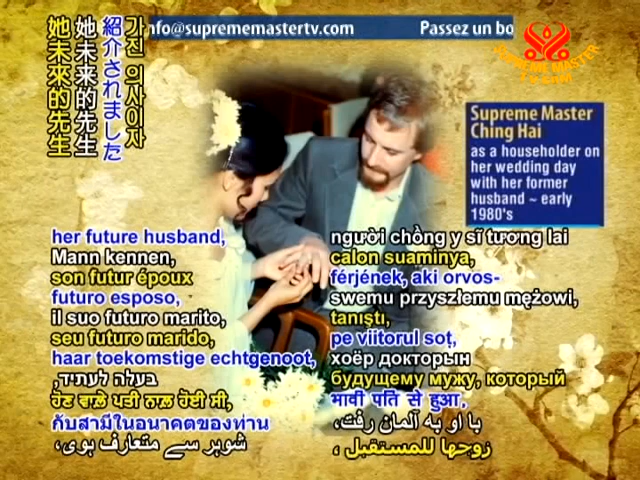 info@suprememastertv.com
Passez un bo
SUPREME MASTER
TV.com
가진 의사이자
紹介されました
她未来的先生
她未來的先生
Supreme Master
Ching Hai
as a householder on
her wedding day
with her former
husband ~ early
1980's
her future husband,
Mann kennen,
son futur époux
futuro esposo,
il suo futuro marito,
seu futuro marido,
haar toekomstige echtgenoot,
בעלה לעתיד,
ਹੋਣ ਵਾਲੇ ਪਤੀ ਨਾਲ ਹੋਈ ਸੀ,
กับสามีในอนาคตของท่าน
شوہر سے متعارف ہوی،
người chồng y sĩ tương lai
calon suaminya,
férjének, aki orvos-
swemu przyszłemu mężowi,
tanıştı,
pe viitorul soț,
хоёр докторын
будущему мужу, который
भावी पति से हुआ,
با او به آلمان رفت،
زوجها للمستقبل ،